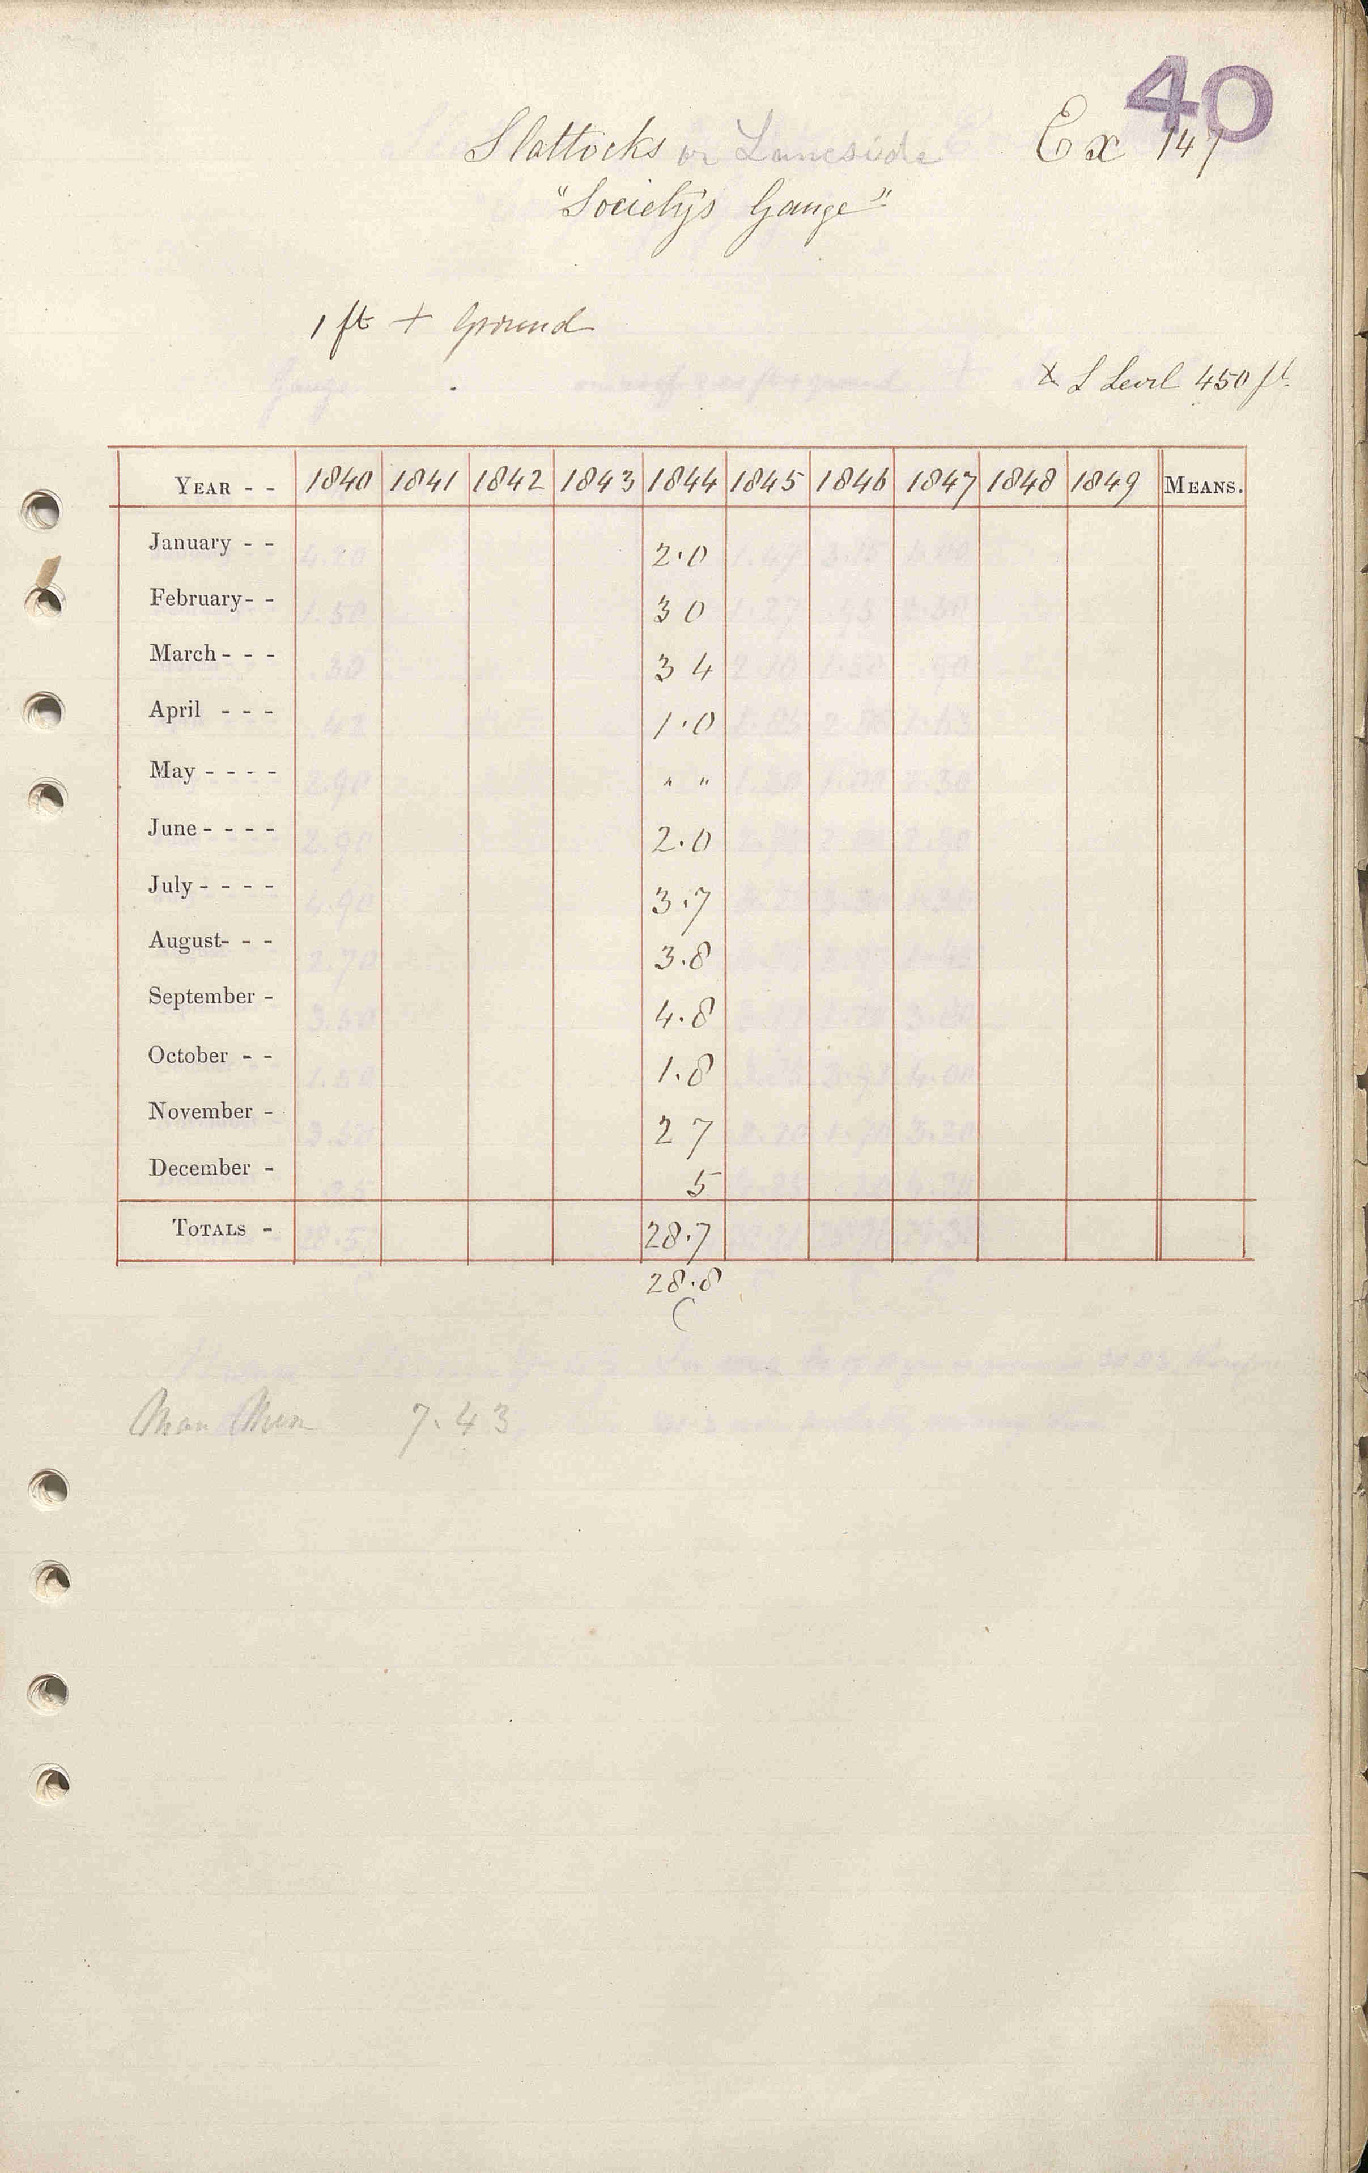 40
Slattocks or Laneside Ex 147
"Society's Gauge"
1 ft + Ground
+ S Level 450 ft.
YEAR - - 1840 1841 1842 1843 1844 1845 1846 1847 1848 1849 MEANS.
January - - 2.0
February - - 3 0
March - - - 3 4
April - - - 1.0
May - - - - " "
June - - - - 2.0
July - - - - 3.7
August - - - 3.8
September - 4.8
October - - 1.8
November - 2 7
December - 5
TOTALS - 28.7
28.8
C
7.43